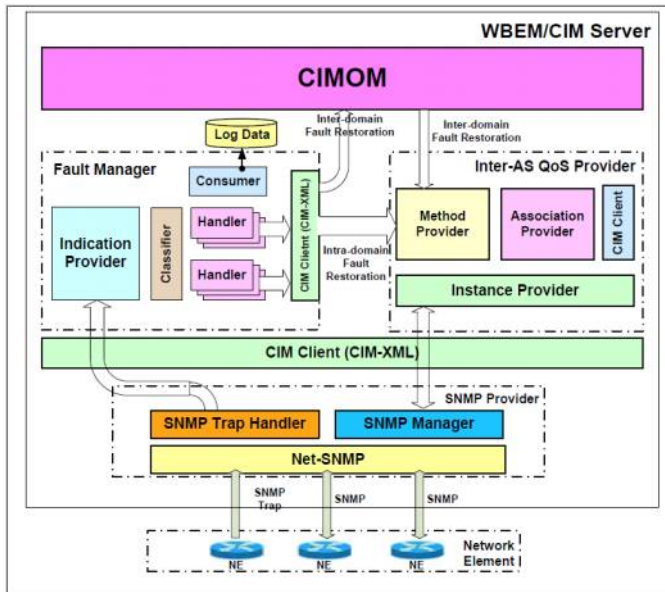 WBEM/CIM Server
CIMOM
Inter-domain
Fault Restoration
Inter-domain
Fault Restoration
Log Data
Fault Manager
Consumer
Inter-AS QoS Provider
Indication
Provider
Classifier
Handler
Handler
CIM Clietnt (CIM-XML)
Intra-domain
Fault
Restoration
Method
Provider
Association
Provider
CIM Client
Instance Provider
CIM Client (CIM-XML)
SNMP Provider
SNMP Trap Handler
SNMP Manager
Net-SNMP
SNMP
Trap
SNMP
SNMP
NE
NE
NE
Network
Element